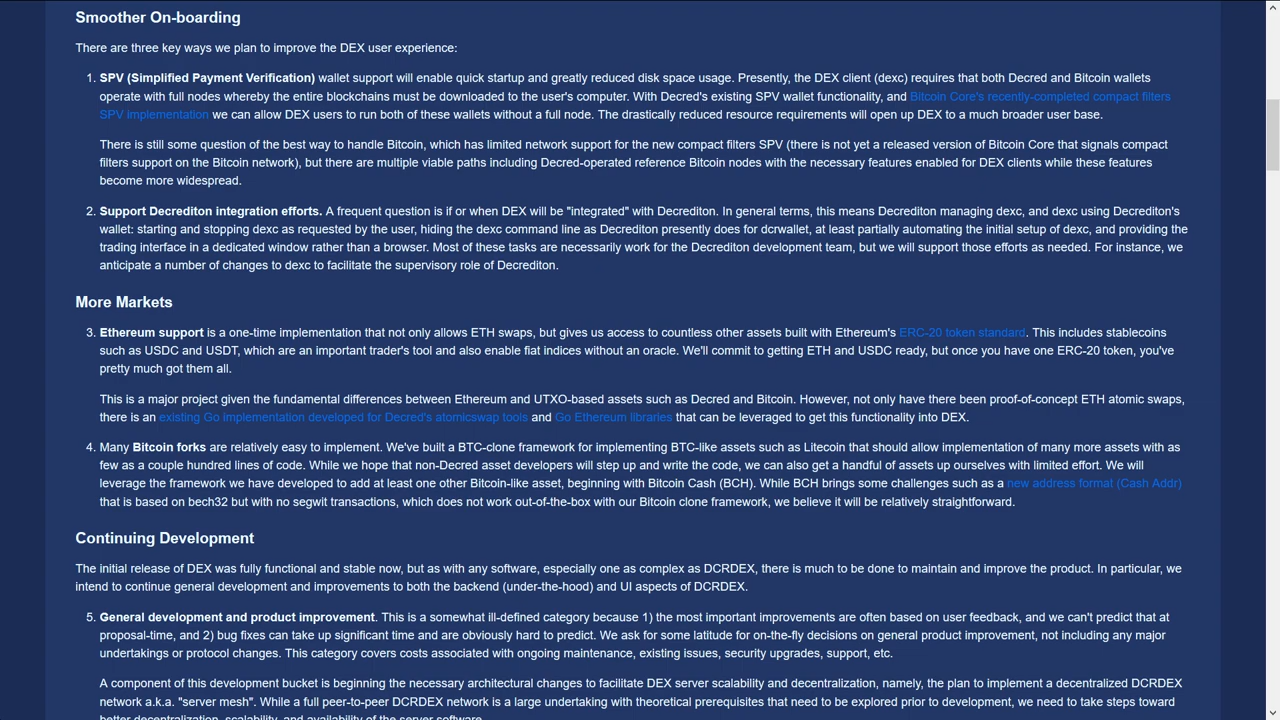 Smoother On-boarding
There are three key ways we plan to improve the DEX user experience:
1. SPV (Simplified Payment Verification) wallet support will enable quick startup and greatly reduced disk space usage. Presently, the DEX client (dexc) requires that both Decred and Bitcoin wallets
operate with full nodes whereby the entire blockchains must be downloaded to the user's computer. With Decred's existing SPV wallet functionality, and Bitcoin Core's recently-completed compact filters
SPV implementation we can allow DEX users to run both of these wallets without a full node. The drastically reduced resource requirements will open up DEX to a much broader user base.
There is still some question of the best way to handle Bitcoin, which has limited network support for the new compact filters SPV (there is not yet a released version of Bitcoin Core that signals compact
filters support on the Bitcoin network), but there are multiple viable paths including Decred-operated reference Bitcoin nodes with the necessary features enabled for DEX clients while these features
become more widespread.
2. Support Decrediton integration efforts. A frequent question is if or when DEX will be "integrated" with Decrediton. In general terms, this means Decrediton managing dexc, and dexc using Decrediton's
wallet: starting and stopping dexc as requested by the user, hiding the dexc command line as Decrediton presently does for dcrwallet, at least partially automating the initial setup of dexc, and providing the
trading interface in a dedicated window rather than a browser. Most of these tasks are necessarily work for the Decrediton development team, but we will support those efforts as needed. For instance, we
anticipate a number of changes to dexc to facilitate the supervisory role of Decrediton.
More Markets
3. Ethereum support is a one-time implementation that not only allows ETH swaps, but gives us access to countless other assets built with Ethereum's ERC-20 token standard. This includes stablecoins
such as USDC and USDT, which are an important trader's tool and also enable fiat indices without an oracle. We'll commit to getting ETH and USDC ready, but once you have one ERC-20 token, you've
pretty much got them all.
This is a major project given the fundamental differences between Ethereum and UTXO-based assets such as Decred and Bitcoin. However, not only have there been proof-of-concept ETH atomic swaps,
there is an existing Go implementation developed for Decred's atomicswap tools and Go Ethereum libraries that can be leveraged to get this functionality into DEX.
4. Many Bitcoin forks are relatively easy to implement. We've built a BTC-clone framework for implementing BTC-like assets such as Litecoin that should allow implementation of many more assets with as
few as a couple hundred lines of code. While we hope that non-Decred asset developers will step up and write the code, we can also get a handful of assets up ourselves with limited effort. We will
leverage the framework we have developed to add at least one other Bitcoin-like asset, beginning with Bitcoin Cash (BCH). While BCH brings some challenges such as a new address format (Cash Addr)
that is based on bech32 but with no segwit transactions, which does not work out-of-the-box with our Bitcoin clone framework, we believe it will be relatively straightforward.
Continuing Development
The initial release of DEX was fully functional and stable now, but as with any software, especially one as complex as DCRDEX, there is much to be done to maintain and improve the product. In particular, we
intend to continue general development and improvements to both the backend (under-the-hood) and UI aspects of DCRDEX.
5. General development and product improvement. This is a somewhat ill-defined category because 1) the most important improvements are often based on user feedback, and we can't predict that at
proposal-time, and 2) bug fixes can take up significant time and are obviously hard to predict. We ask for some latitude for on-the-fly decisions on general product improvement, not including any major
undertakings or protocol changes. This category covers costs associated with ongoing maintenance, existing issues, security upgrades, support, etc.
A component of this development bucket is beginning the necessary architectural changes to facilitate DEX server scalability and decentralization, namely, the plan to implement a decentralized DCRDEX
network a.k.a. "server mesh". While a full peer-to-peer DCRDEX network is a large undertaking with theoretical prerequisites that need to be explored prior to development, we need to take steps toward
better decentralization, scalability, and availability of the server software.